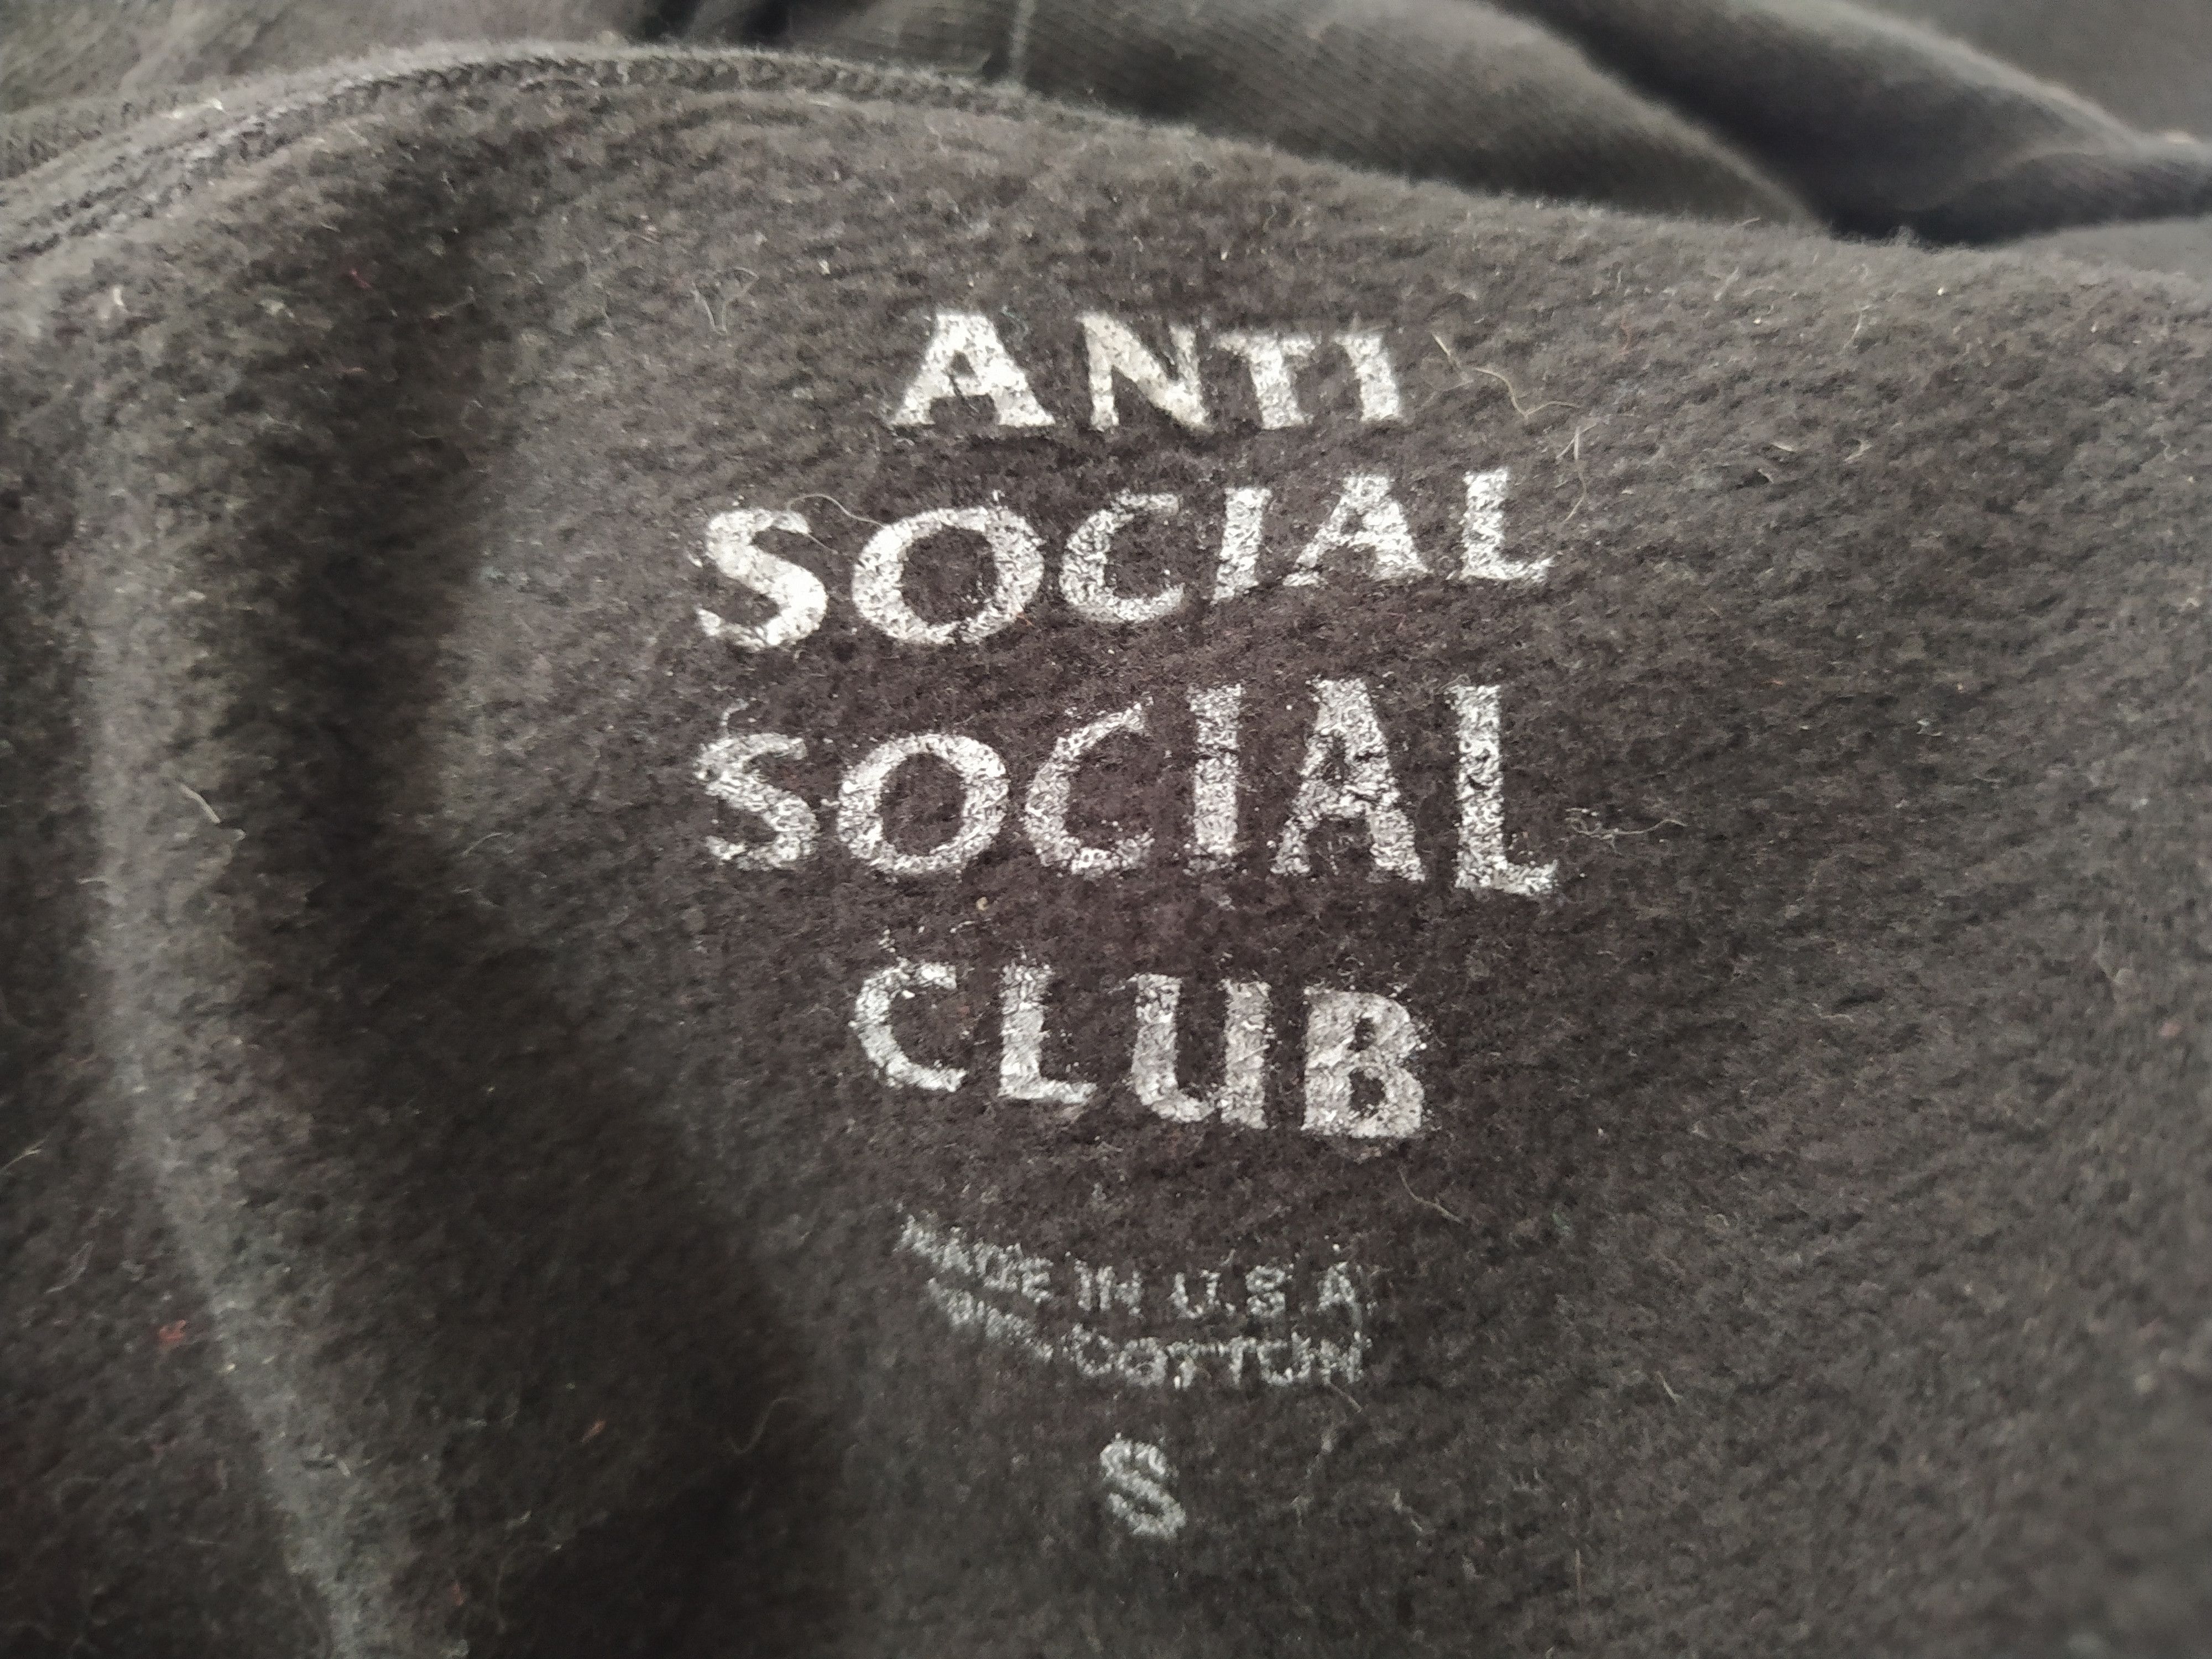 ANTI
SOCIAL
SOCIAL
CLUB
MADE IN U.S.A
COTTON
S